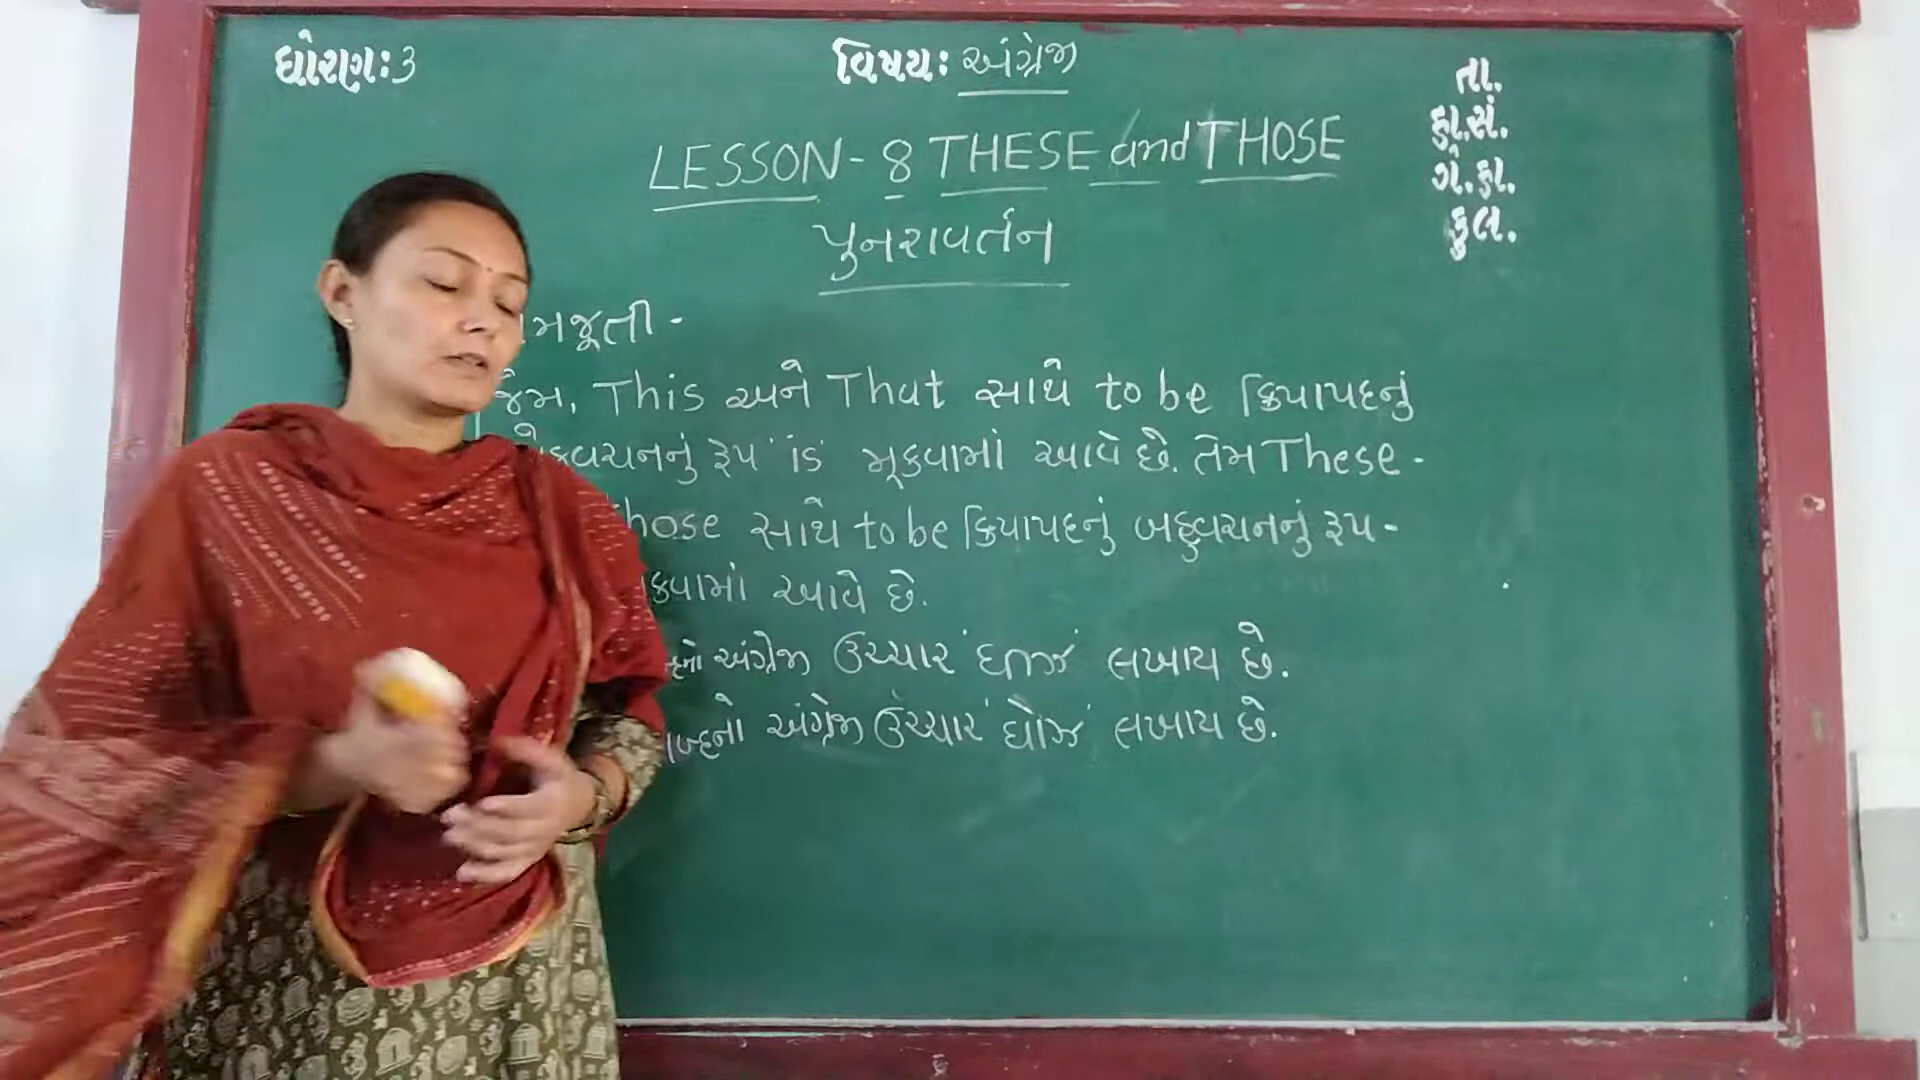 ધોરણ: ૩
વિષય: અંગ્રેજી
તા.
હા.સં.
ગે.હા.
કુલ.
LESSON - 8 THESE and THOSE
પુનરાવર્તન
મજૂતી -
જેમ, This અને That સાથે to be ક્રિયાપદનું
કવચનનું રૂપ 'is' મૂકવામાં આવે છે. તેમ These -
hose સાથે to be ક્રિયાપદનું બહુવચનનું રૂપ -
કવામાં આવે છે.
અંગ્રેજી ઉચ્ચાર 'ધીઝ' લખાય છે.
બ્દનો અંગ્રેજી ઉચ્ચાર 'ધોઝ' લખાય છે.